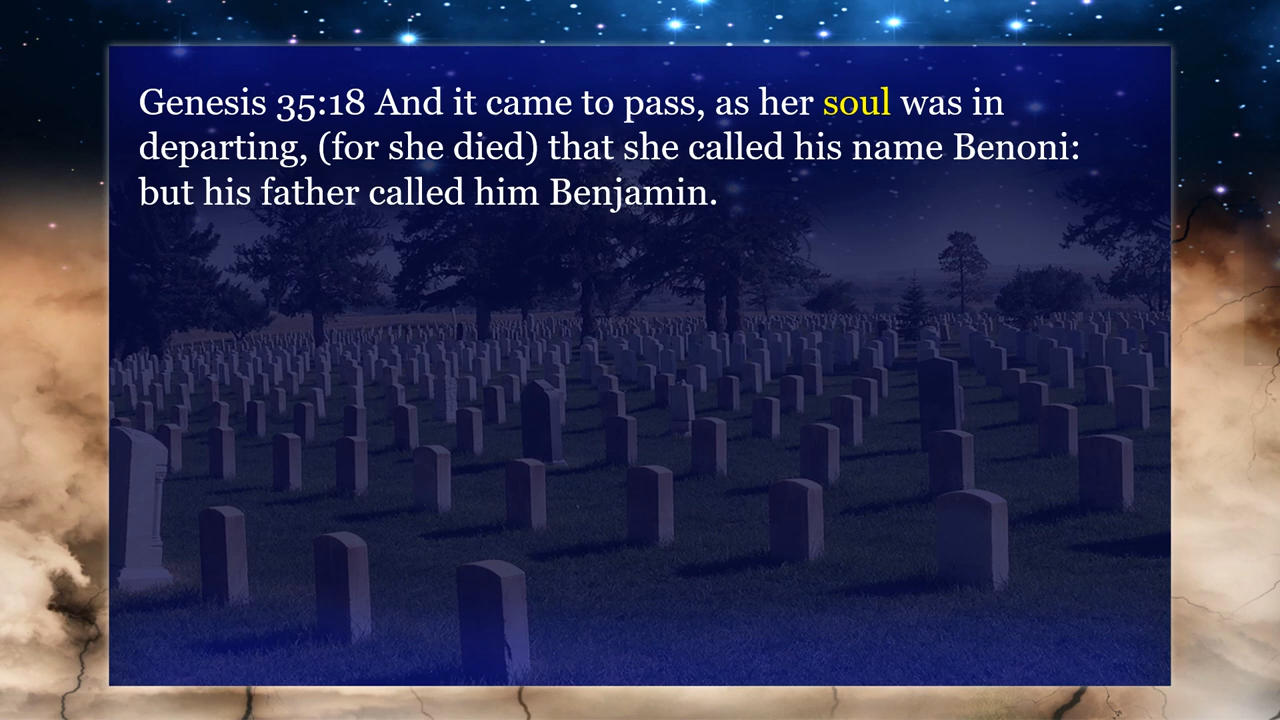 Genesis 35:18 And it came to pass, as her soul was in
departing, (for she died) that she called his name Benoni:
but his father called him Benjamin.